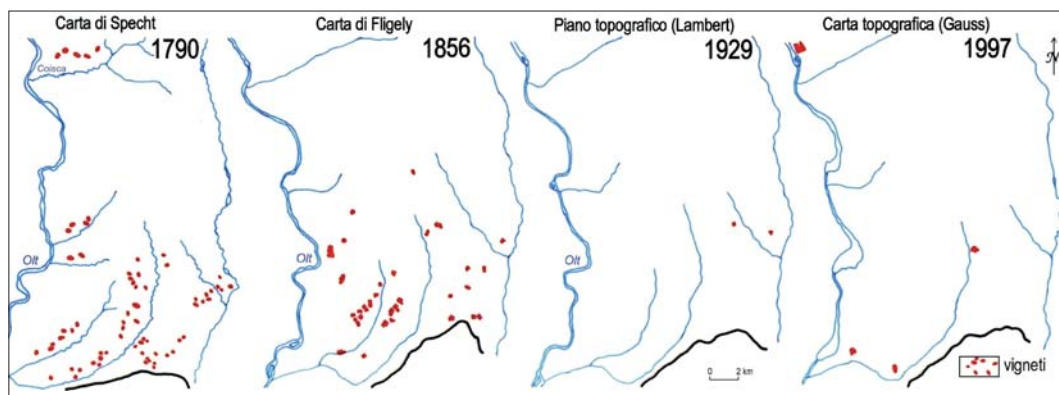 Carta di Specht
1790
Coisca
Olt
Carta di Fligely
1856
Olt
Piano topografico (Lambert)
1929
Olt
0 2 km
Carta topografica (Gauss)
1997
N
vigneti